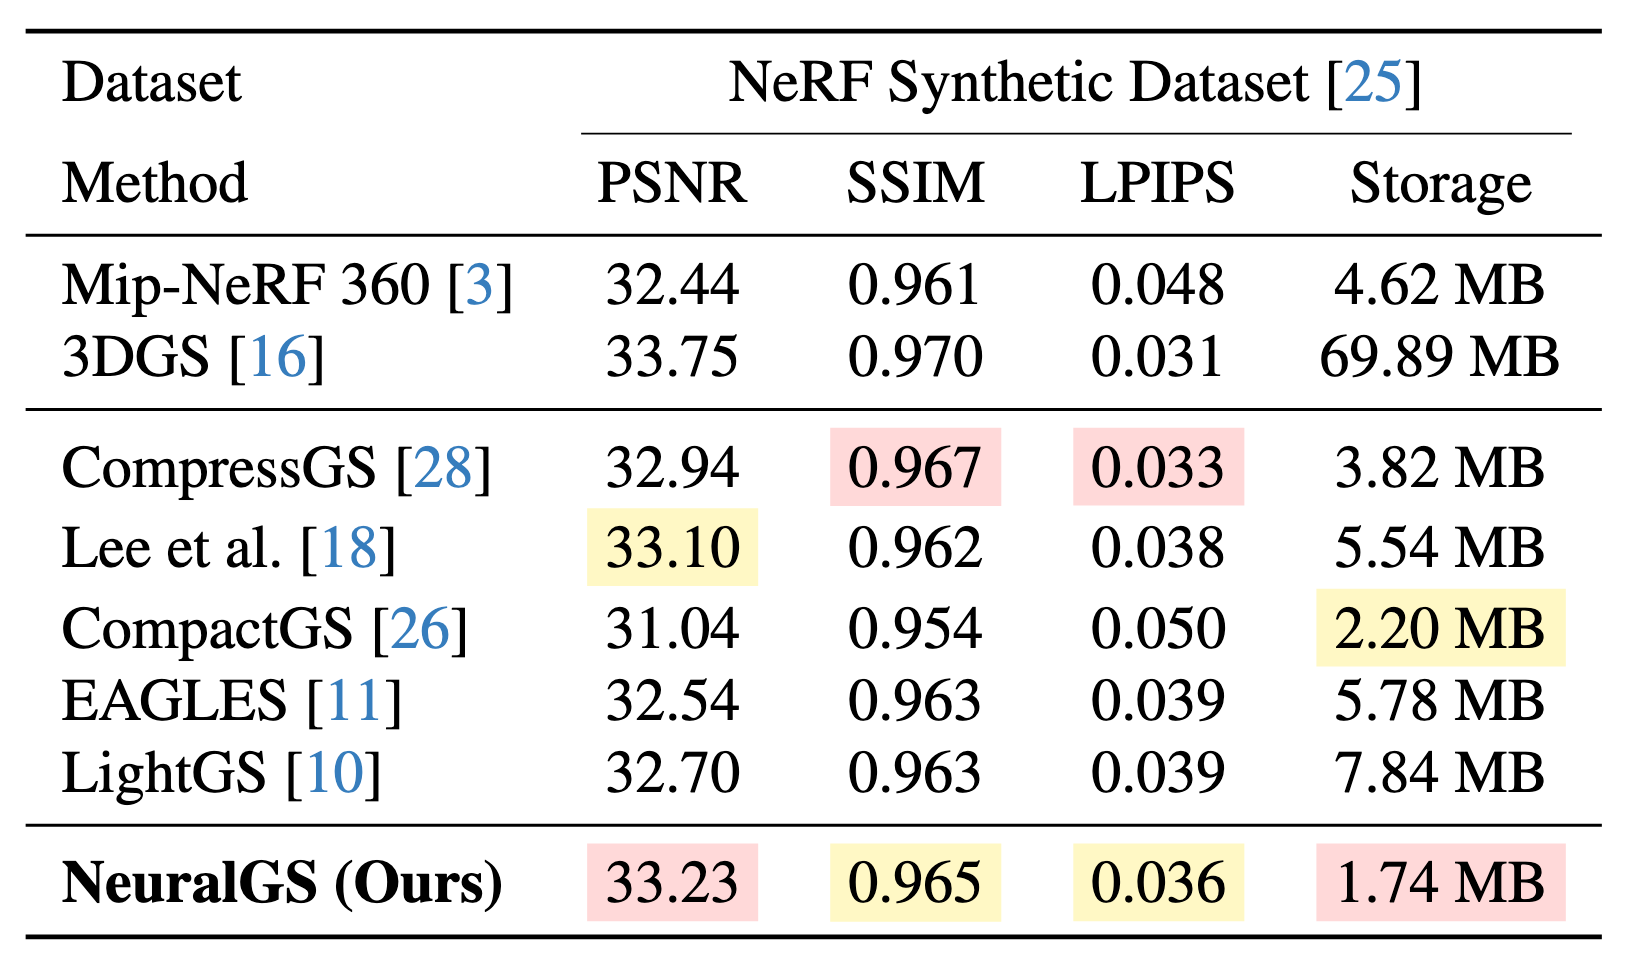 Dataset NeRF Synthetic Dataset [25]
Method PSNR SSIM LPIPS Storage
Mip-NeRF 360 [3] 32.44 0.961 0.048 4.62 MB
3DGS [16] 33.75 0.970 0.031 69.89 MB
CompressGS [28] 32.94 0.967 0.033 3.82 MB
Lee et al. [18] 33.10 0.962 0.038 5.54 MB
CompactGS [26] 31.04 0.954 0.050 2.20 MB
EAGLES [11] 32.54 0.963 0.039 5.78 MB
LightGS [10] 32.70 0.963 0.039 7.84 MB
NeuralGS (Ours) 33.23 0.965 0.036 1.74 MB